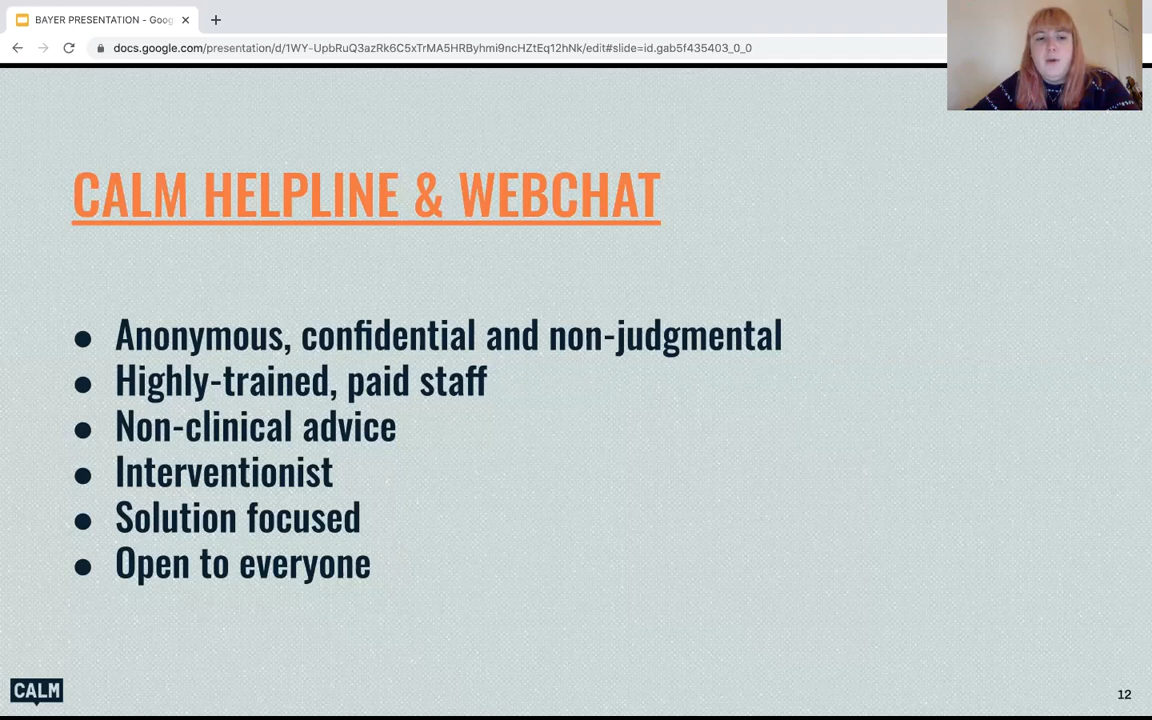 BAYER PRESENTATION - Goog
docs.google.com/presentation/d/1WY-UpbRuQ3azRk6C5xTrMA5HRByhmi9ncHZtEq12hNk/edit#slide=id.gab5f435403_0_0
CALM HELPLINE & WEBCHAT
● Anonymous, confidential and non-judgmental
● Highly-trained, paid staff
● Non-clinical advice
● Interventionist
● Solution focused
● Open to everyone
CALM
12